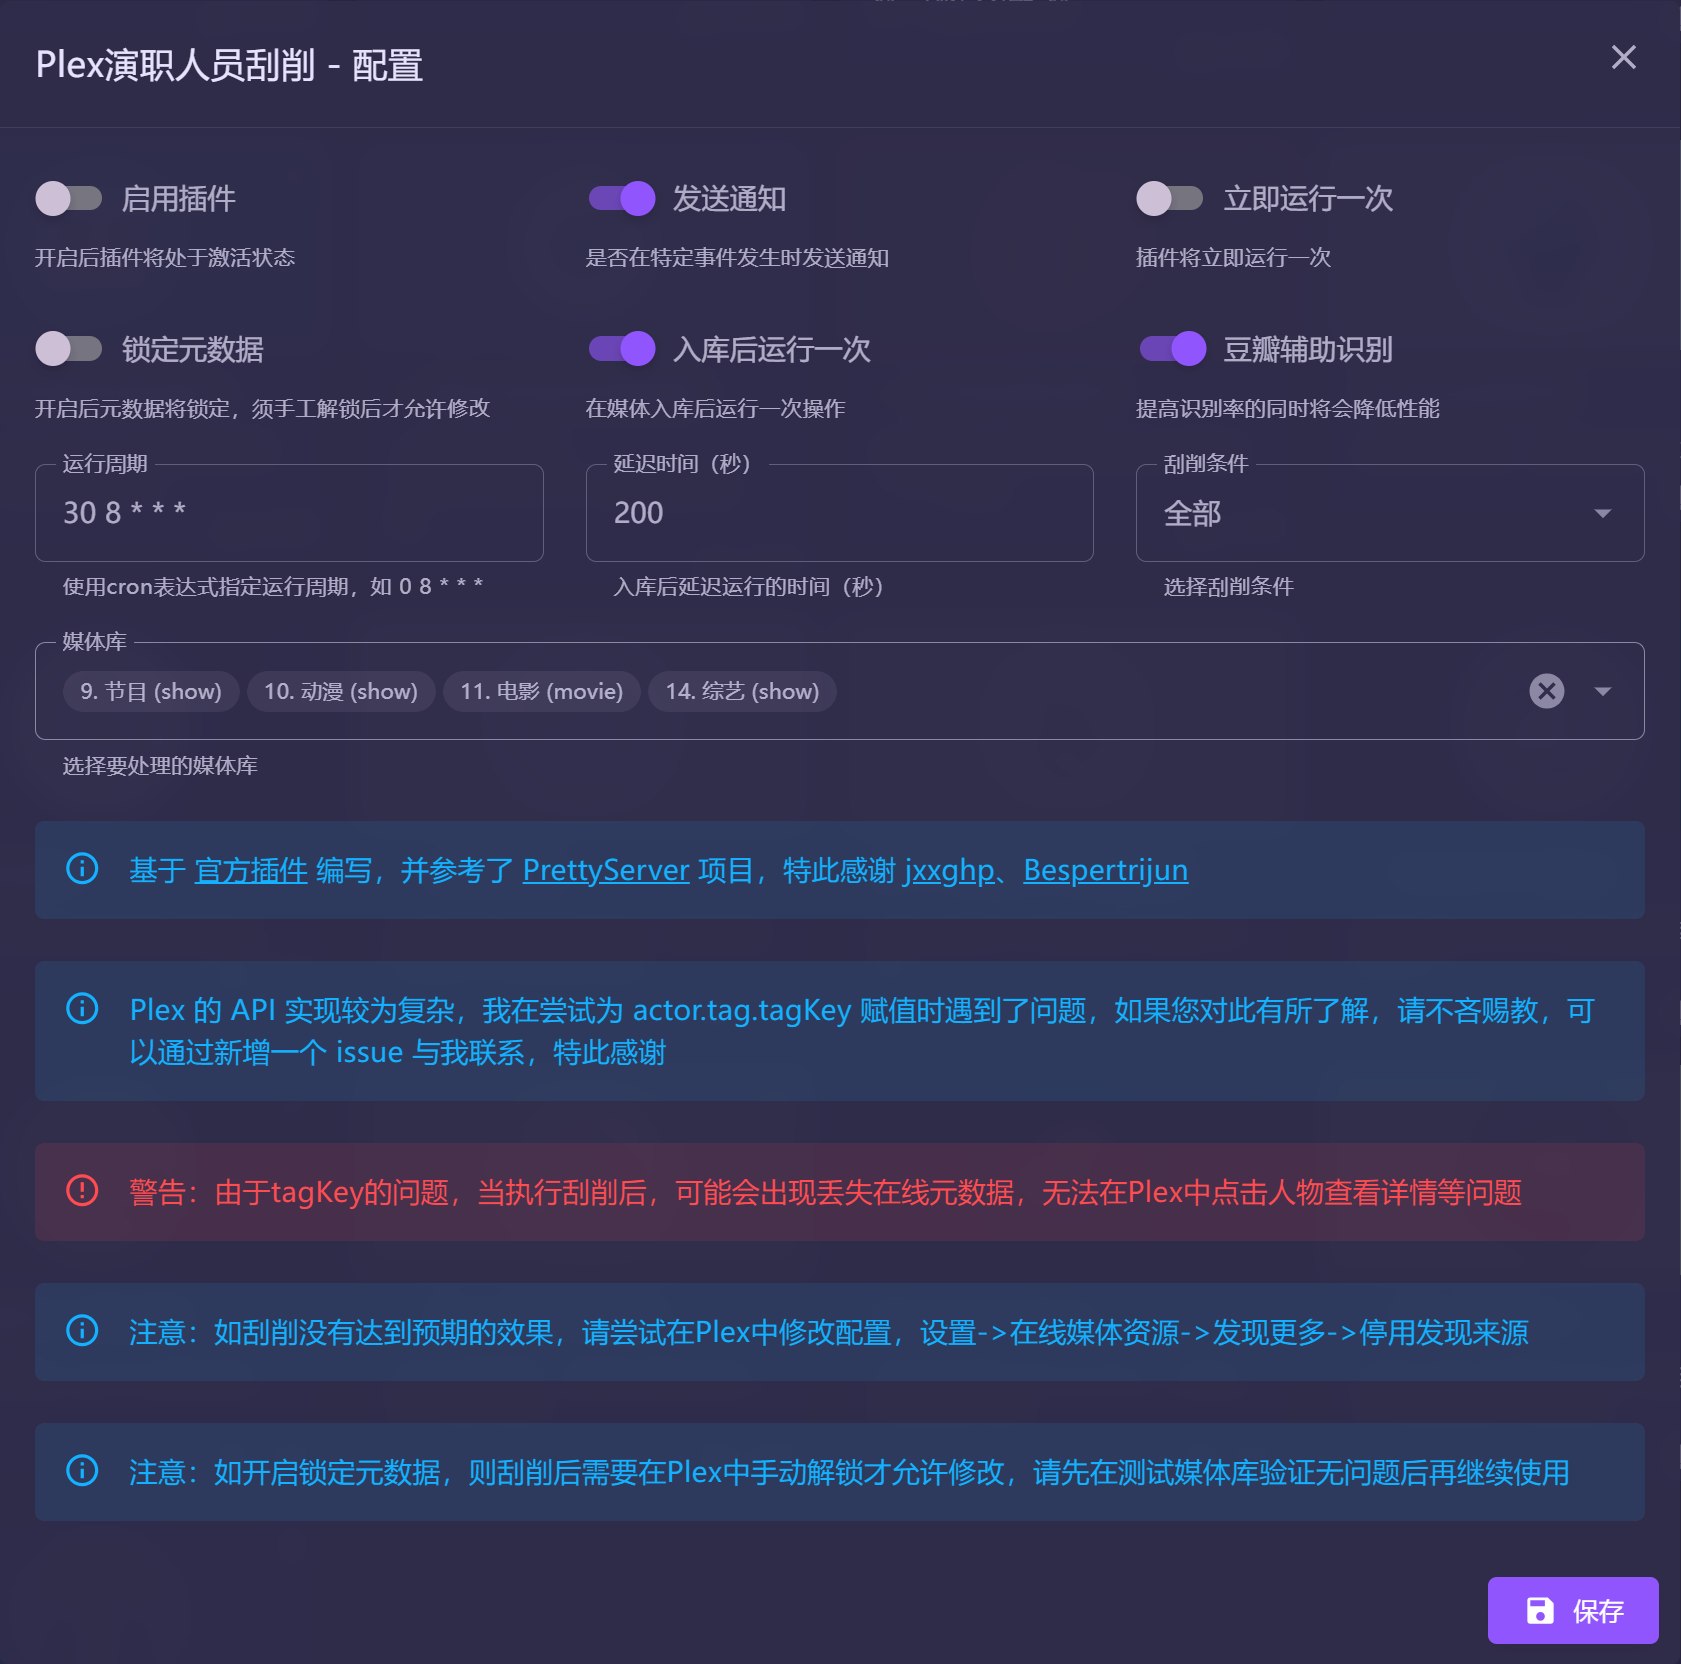 Plex演职人员刮削 - 配置
启用插件
发送通知
立即运行一次
开启后插件将处于激活状态
是否在特定事件发生时发送通知
插件将立即运行一次
锁定元数据
入库后运行一次
豆瓣辅助识别
开启后元数据将锁定，须手工解锁后才允许修改
在媒体入库后运行一次操作
提高识别率的同时将会降低性能
运行周期
延迟时间（秒）
刮削条件
30 8 * * *
200
全部
使用cron表达式指定运行周期，如 0 8 * * *
入库后延迟运行的时间（秒）
选择刮削条件
媒体库
9. 节目 (show)
10. 动漫 (show)
11. 电影 (movie)
14. 综艺 (show)
选择要处理的媒体库
基于 官方插件 编写，并参考了 PrettyServer 项目，特此感谢 jxxghp、Bespertrijun
Plex 的 API 实现较为复杂，我在尝试为 actor.tag.tagKey 赋值时遇到了问题，如果您对此有所了解，请不吝赐教，可
以通过新增一个 issue 与我联系，特此感谢
警告：由于tagKey的问题，当执行刮削后，可能会出现丢失在线元数据，无法在Plex中点击人物查看详情等问题
注意：如刮削没有达到预期的效果，请尝试在Plex中修改配置，设置->在线媒体资源->发现更多->停用发现来源
注意：如开启锁定元数据，则刮削后需要在Plex中手动解锁才允许修改，请先在测试媒体库验证无问题后再继续使用
保存